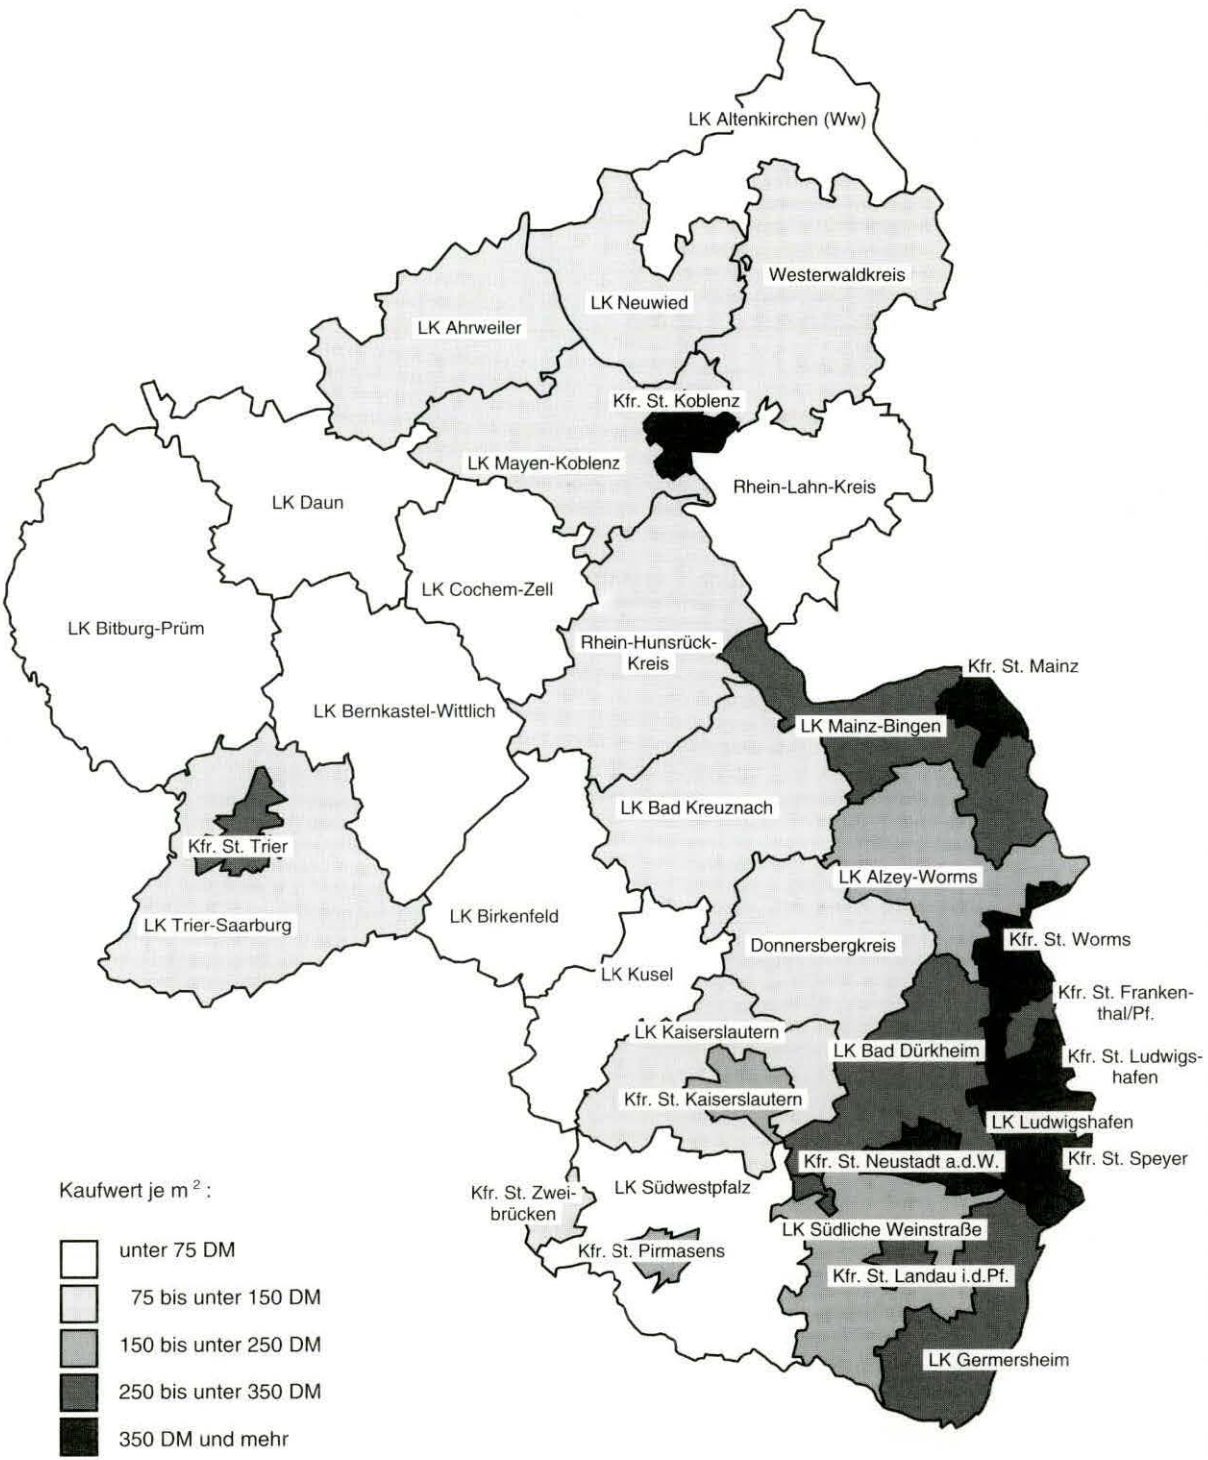 LK Altenkirchen (Ww)
Westerwaldkreis
LK Neuwied
LK Ahrweiler
Kfr. St. Koblenz
LK Mayen-Koblenz
Rhein-Lahn-Kreis
LK Daun
LK Cochem-Zell
LK Bitburg-Prüm
Rhein-Hunsrück-
Kreis
Kfr. St. Mainz
LK Bernkastel-Wittlich
LK Mainz-Bingen
LK Bad Kreuznach
Kfr. St. Trier
LK Alzey-Worms
LK Birkenfeld
LK Trier-Saarburg
Donnersbergkreis
Kfr. St. Worms
LK Kusel
Kfr. St. Franken-
thal/Pf.
LK Kaiserslautern
LK Bad Dürkheim
Kfr. St. Ludwigs-
hafen
Kfr. St. Kaiserslautern
LK Ludwigshafen
Kfr. St. Neustadt a.d.W.
Kfr. St. Speyer
LK Südwestpfalz
Kfr. St. Zwei-
brücken
LK Südliche Weinstraße
Kfr. St. Pirmasens
Kfr. St. Landau i.d.Pf.
LK Germersheim
Kaufwert je m² :
unter 75 DM
75 bis unter 150 DM
150 bis unter 250 DM
250 bis unter 350 DM
350 DM und mehr